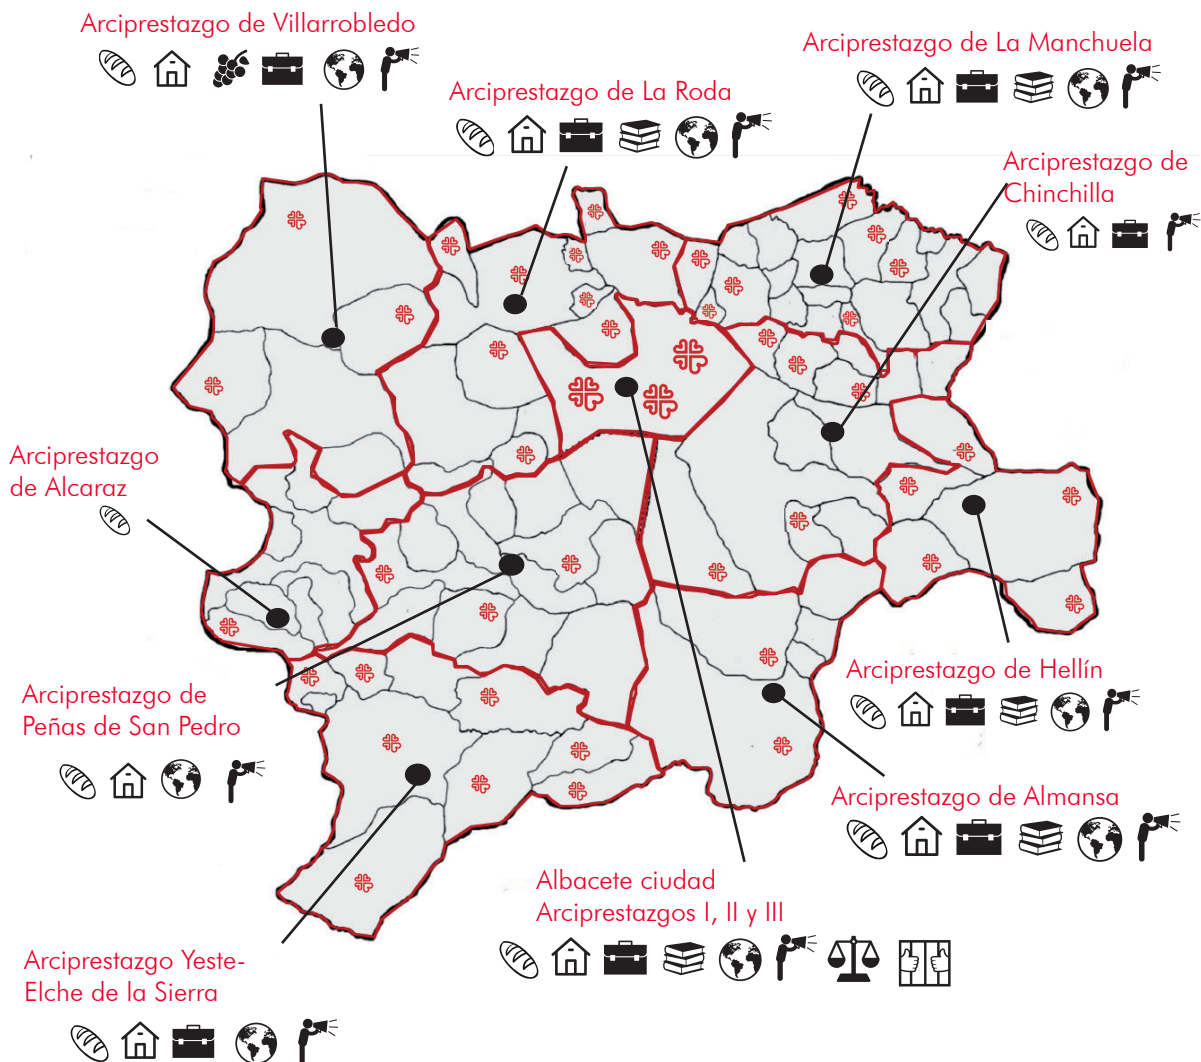 Arciprestazgo de Villarrobledo
Arciprestazgo de La Manchuela
Arciprestazgo de La Roda
Arciprestazgo de
Chinchilla
Arciprestazgo
de Alcaraz
Arciprestazgo de Hellín
Arciprestazgo de
Peñas de San Pedro
Arciprestazgo de Almansa
Albacete ciudad
Arciprestazgos I, II y III
Arciprestazgo Yeste-
Elche de la Sierra